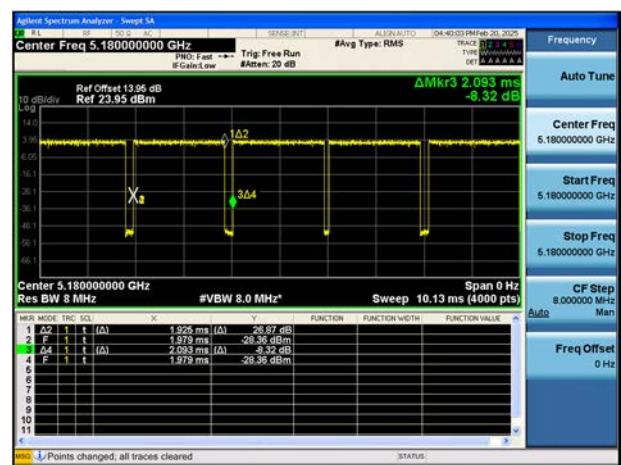 Agilent Spectrum Analyzer - Swept SA
RL RF 50 Ω AC SENSE:INT ALIGN AUTO 04:40:03 PM Feb 20, 2025
Center Freq 5.180000000 GHz #Avg Type: RMS TRACE 1 2 3 4 5 6
PNO: Fast Trig: Free Run TYPE
IFGain:Low #Atten: 20 dB DET A A A A A A
Frequency
Auto Tune
ΔMkr3 2.093 ms
-8.32 dB
Ref Offset 13.95 dB
10 dB/div Ref 23.95 dBm
Log
14.0
3.95
-6.05
-16.1
-26.1
-36.1
-46.1
-56.1
-66.1
1Δ2
3Δ4
Center Freq
5.180000000 GHz
Start Freq
5.180000000 GHz
Stop Freq
5.180000000 GHz
CF Step
8.000000 MHz
Auto Man
Freq Offset
0 Hz
Center 5.180000000 GHz Span 0 Hz
Res BW 8 MHz #VBW 8.0 MHz* Sweep 10.13 ms (4000 pts)
MKR MODE TRC SCL X Y FUNCTION FUNCTION WIDTH FUNCTION VALUE
1 Δ2 1 t (Δ) 1.925 ms (Δ) 26.87 dB
2 F 1 t 1.979 ms -28.36 dBm
3 Δ4 1 t (Δ) 2.093 ms (Δ) -8.32 dB
4 F 1 t 1.979 ms -28.36 dBm
5
6
7
8
9
10
11
MSG Points changed; all traces cleared STATUS